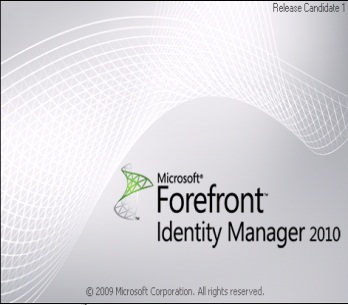 Release Candidate 1
Microsoft®
Forefront™
Identity Manager 2010
© 2009 Microsoft Corporation. All rights reserved.